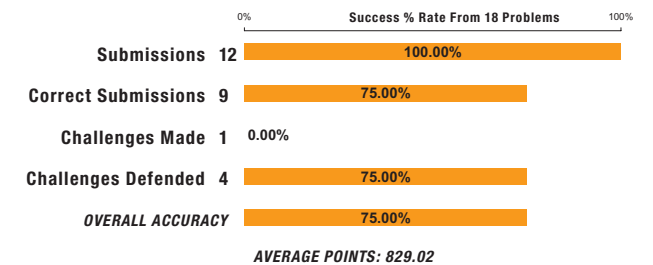 0% Success % Rate From 18 Problems 100%
Submissions 12 100.00%
Correct Submissions 9 75.00%
Challenges Made 1 0.00%
Challenges Defended 4 75.00%
OVERALL ACCURACY 75.00%
AVERAGE POINTS: 829.02